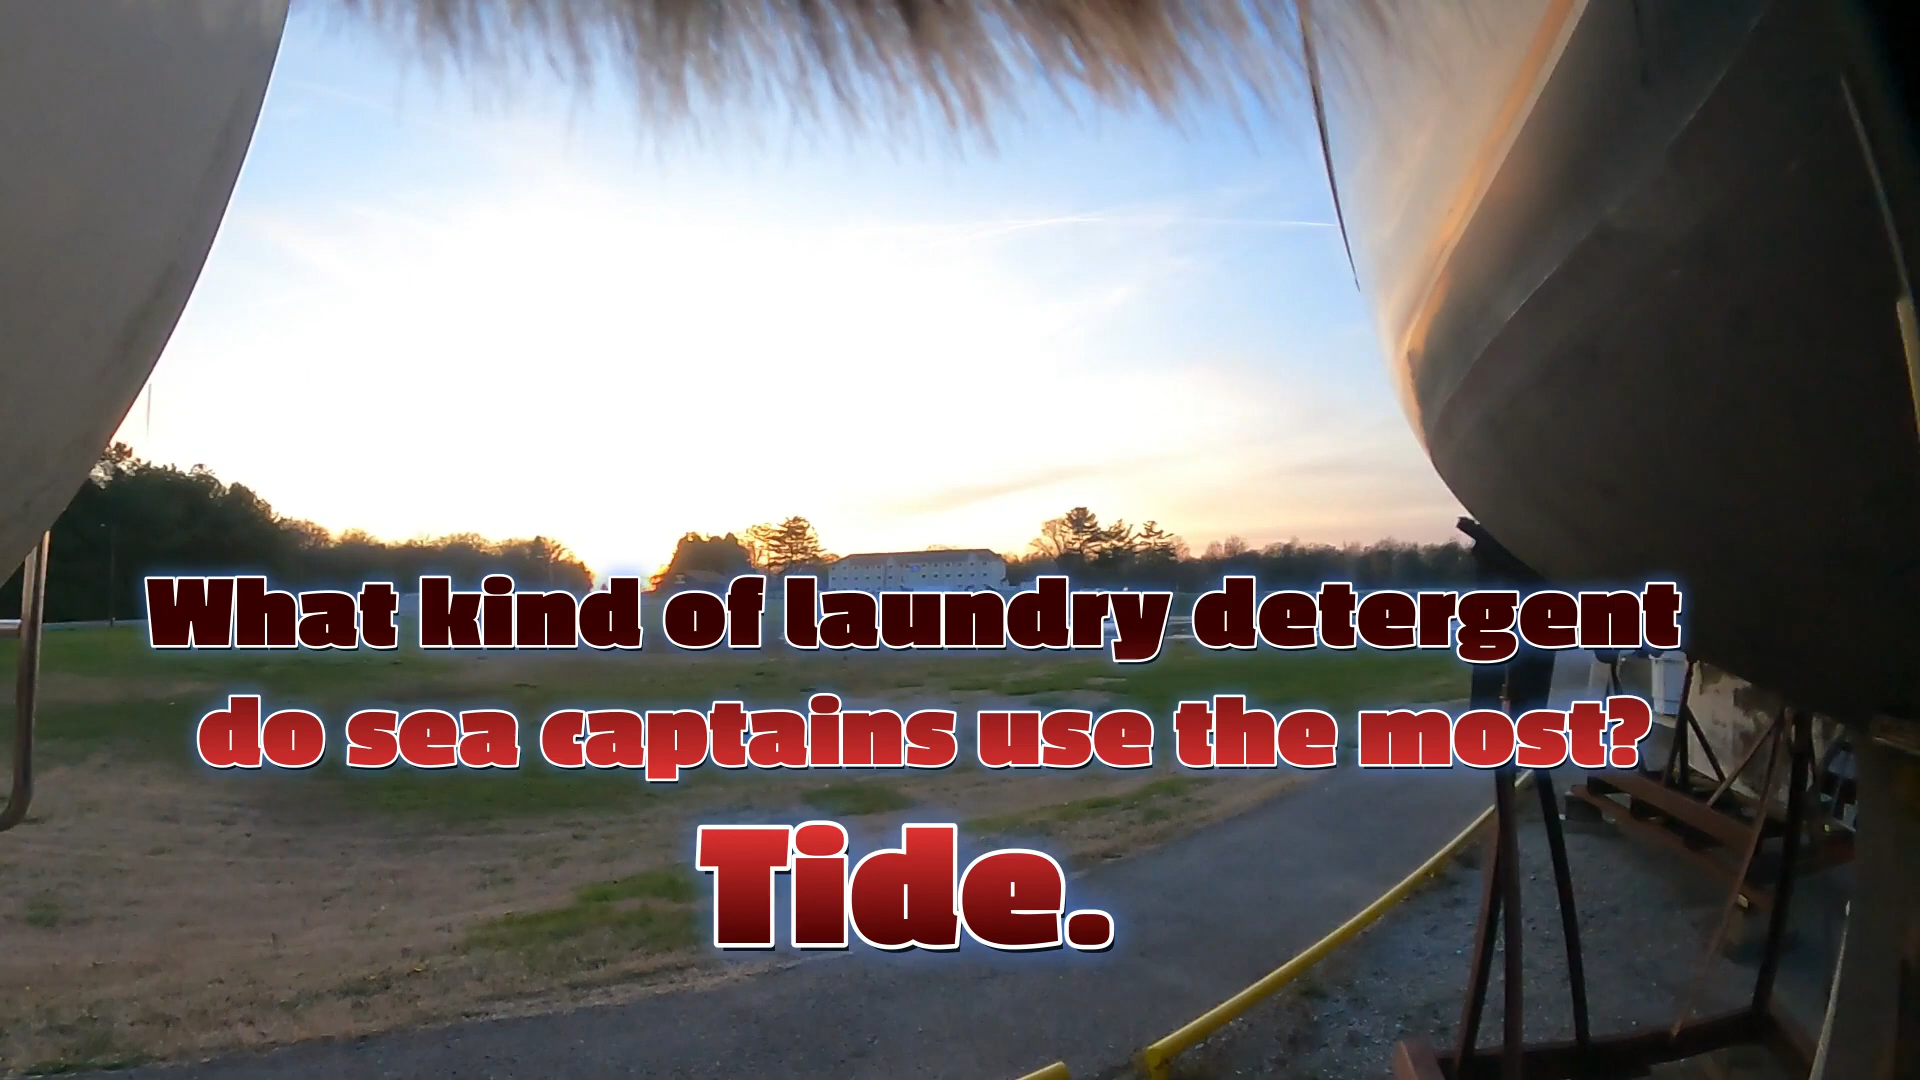 What kind of laundry detergent
do sea captains use the most?
Tide.